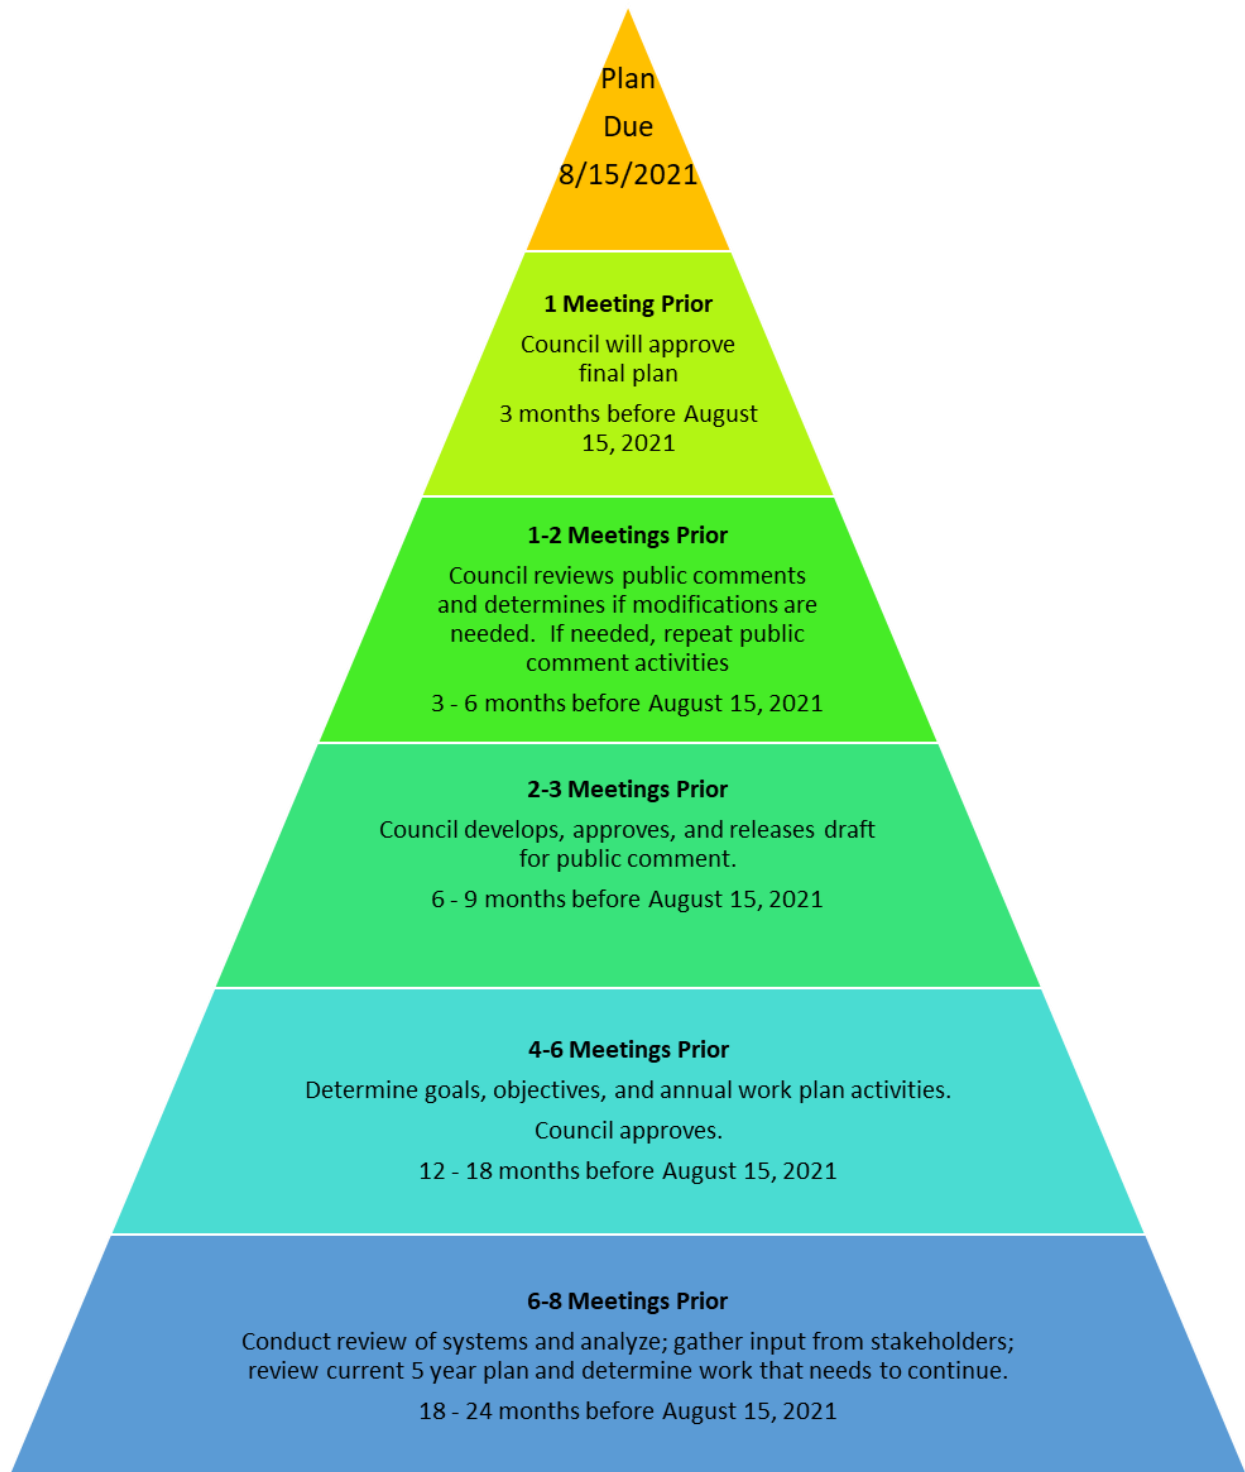 Plan
Due
8/15/2021
1 Meeting Prior
Council will approve
final plan
3 months before August
15, 2021
1-2 Meetings Prior
Council reviews public comments
and determines if modifications are
needed.  If needed, repeat public
comment activities
3 - 6 months before August 15, 2021
2-3 Meetings Prior
Council develops, approves, and releases draft
for public comment.
6 - 9 months before August 15, 2021
4-6 Meetings Prior
Determine goals, objectives, and annual work plan activities.
Council approves.
12 - 18 months before August 15, 2021
6-8 Meetings Prior
Conduct review of systems and analyze; gather input from stakeholders;
review current 5 year plan and determine work that needs to continue.
18 - 24 months before August 15, 2021